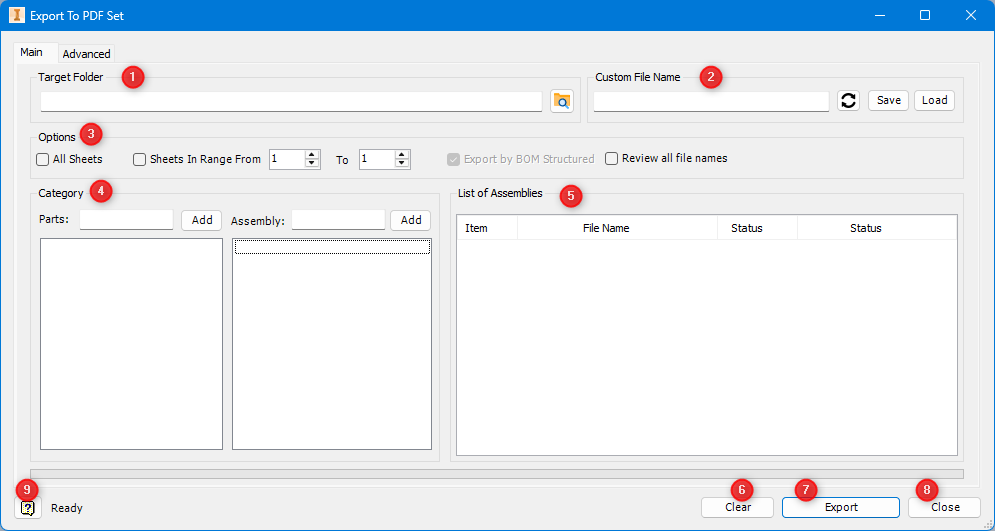 Export To PDF Set
Main Advanced
Target Folder 1 Custom File Name 2
Save Load
Options 3
All Sheets Sheets In Range From 1 To 1 Export by BOM Structured Review all file names
Category 4 List of Assemblies 5
Parts: Add Assembly: Add
Item File Name Status Status
9 6 7 8
? Ready Clear Export Close